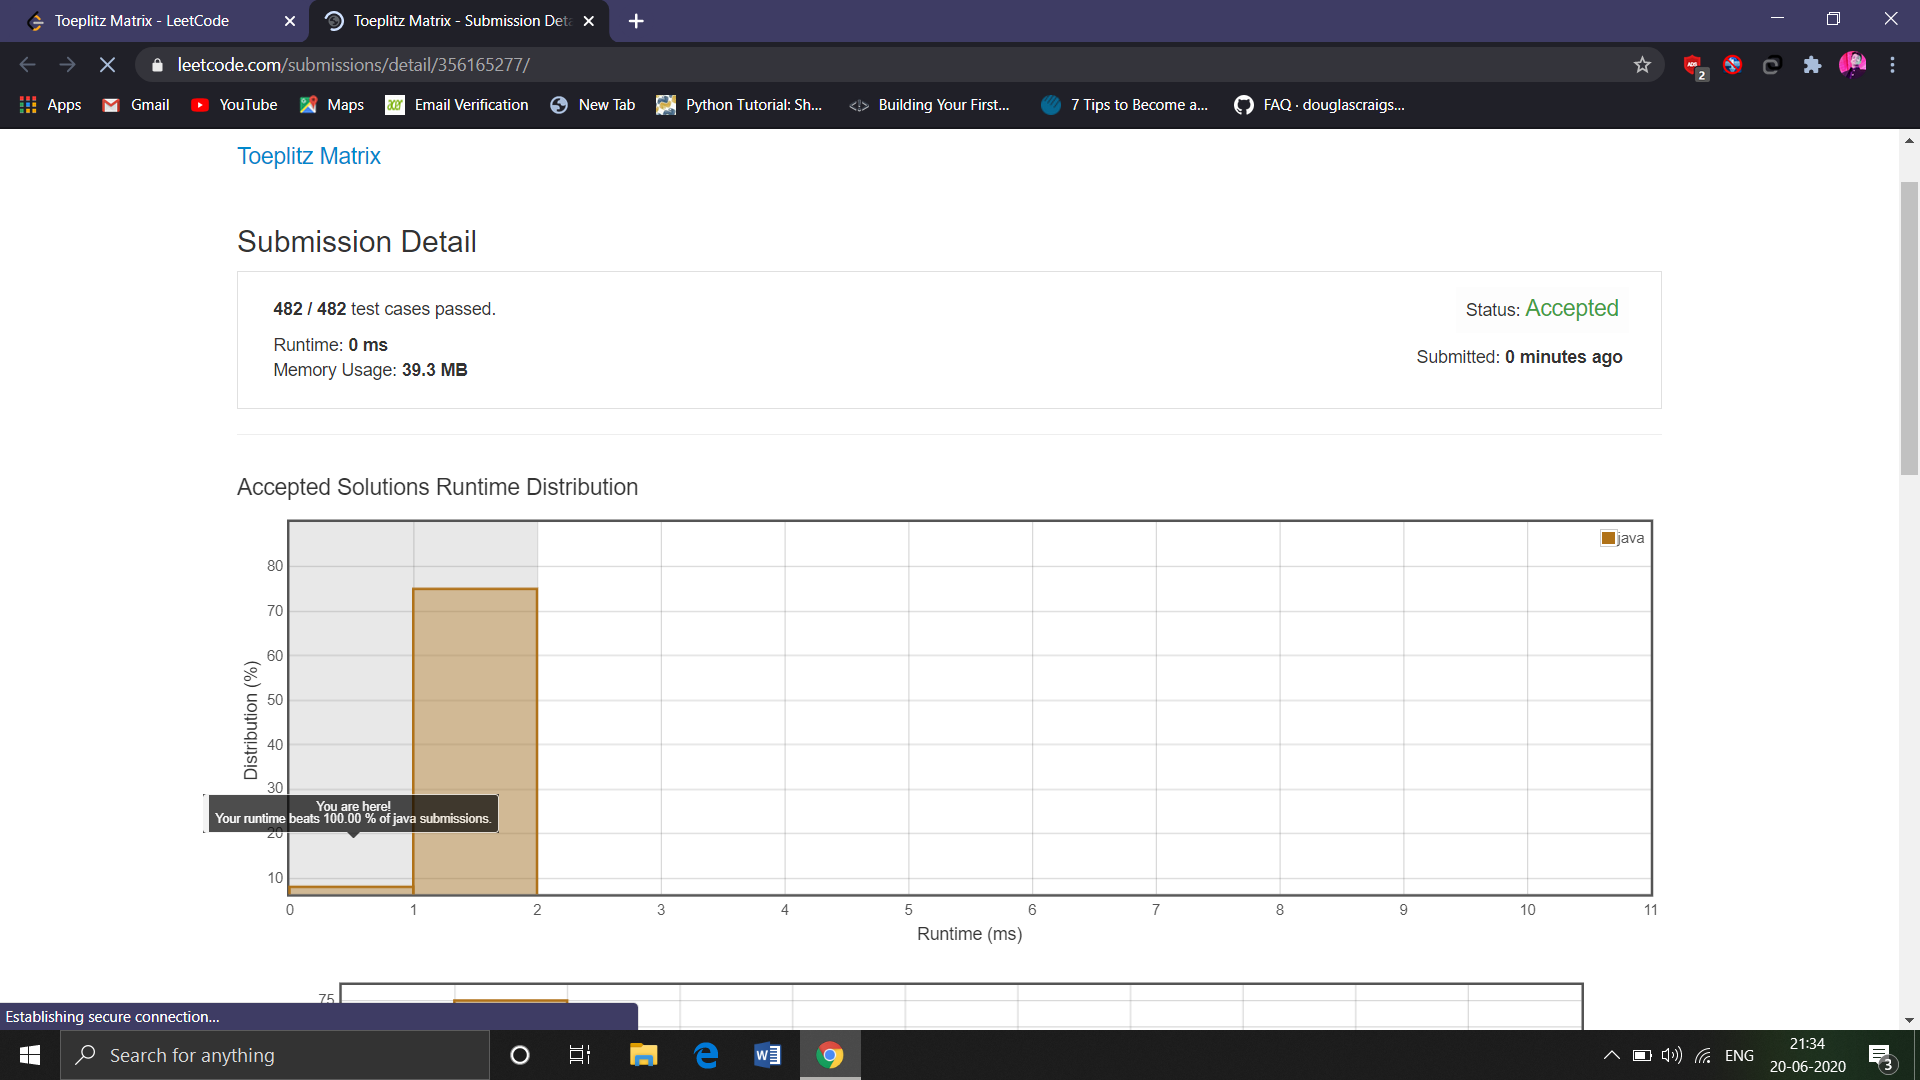 Toeplitz Matrix - LeetCode
Toeplitz Matrix - Submission Deta
leetcode.com/submissions/detail/356165277/
ADS
2
Apps
Gmail
YouTube
Maps
acer
Email Verification
New Tab
Python Tutorial: Sh...
Building Your First...
7 Tips to Become a...
FAQ · douglascraigs...
Toeplitz Matrix
Submission Detail
482 / 482 test cases passed.
Status: Accepted
Runtime: 0 ms
Submitted: 0 minutes ago
Memory Usage: 39.3 MB
Accepted Solutions Runtime Distribution
java
80
70
60
50
40
30
20
10
Distribution (%)
You are here!
Your runtime beats 100.00 % of java submissions.
0 1 2 3 4 5 6 7 8 9 10 11
Runtime (ms)
75
Establishing secure connection...
Search for anything
ENG
21:34
20-06-2020
3